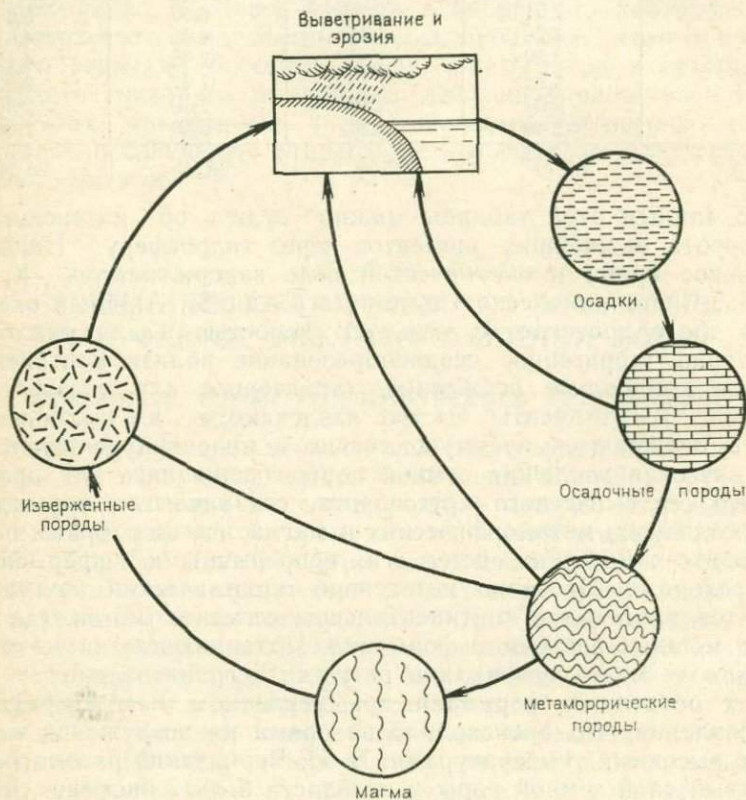 Выветривание и
эрозия
Осадки
Изверженные
породы
Осадочные породы
Метаморфические
породы
Магма